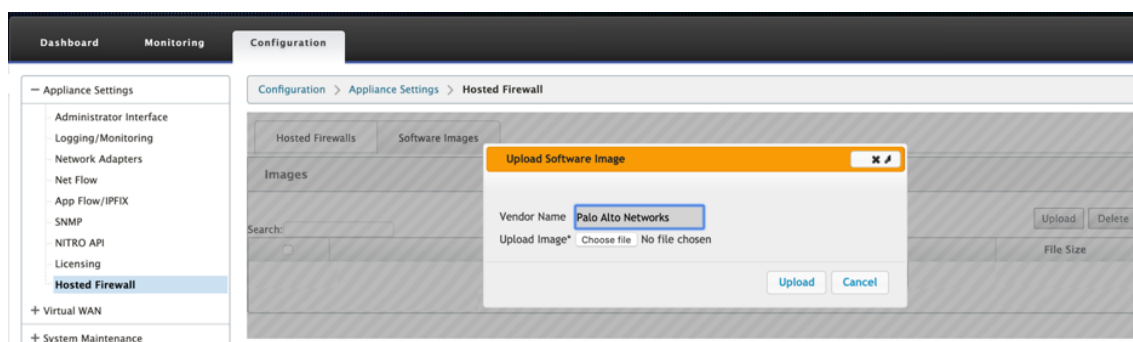 Dashboard Monitoring Configuration
— Appliance Settings
Administrator Interface
Logging/Monitoring
Network Adapters
Net Flow
App Flow/IPFIX
SNMP
NITRO API
Licensing
Hosted Firewall
+ Virtual WAN
+ System Maintenance
Configuration > Appliance Settings > Hosted Firewall
Hosted Firewalls Software Images
Images
Search:
Upload Delete
File Size
Upload Software Image
Vendor Name Palo Alto Networks
Upload Image* Choose file No file chosen
Upload Cancel